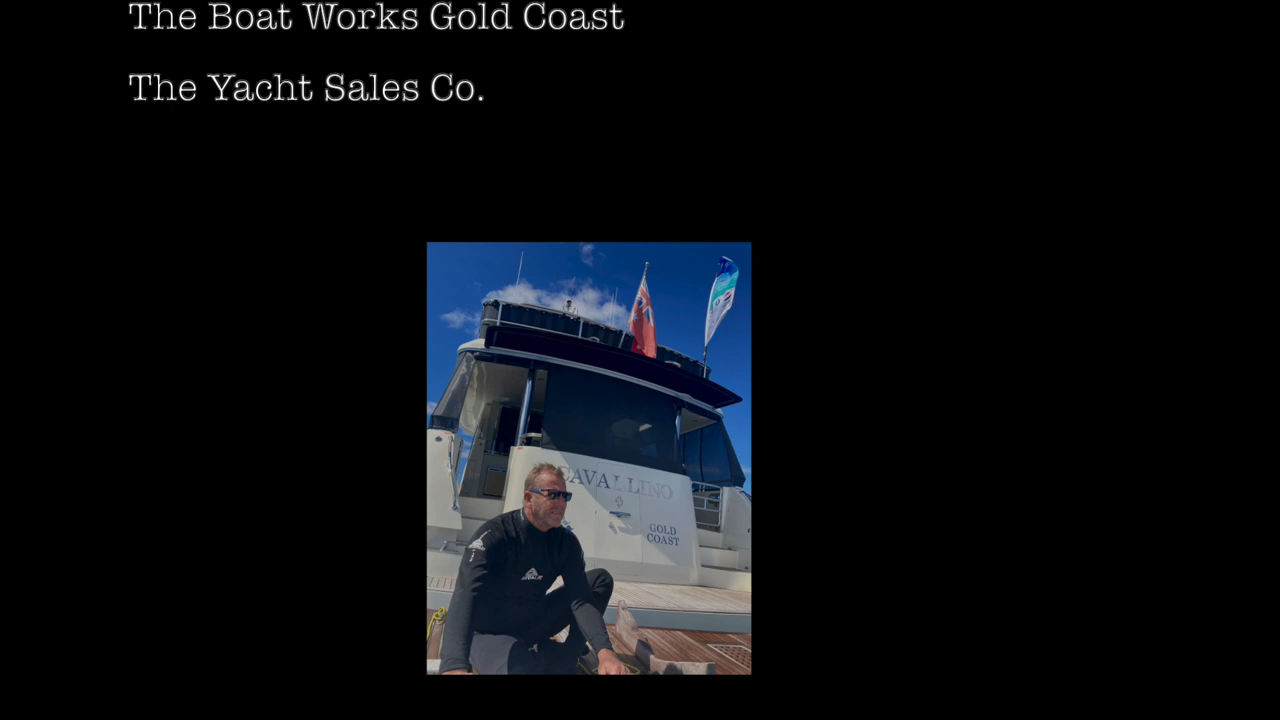 The Boat Works Gold Coast
The Yacht Sales Co.
CAVALLINO
GOLD
COAST